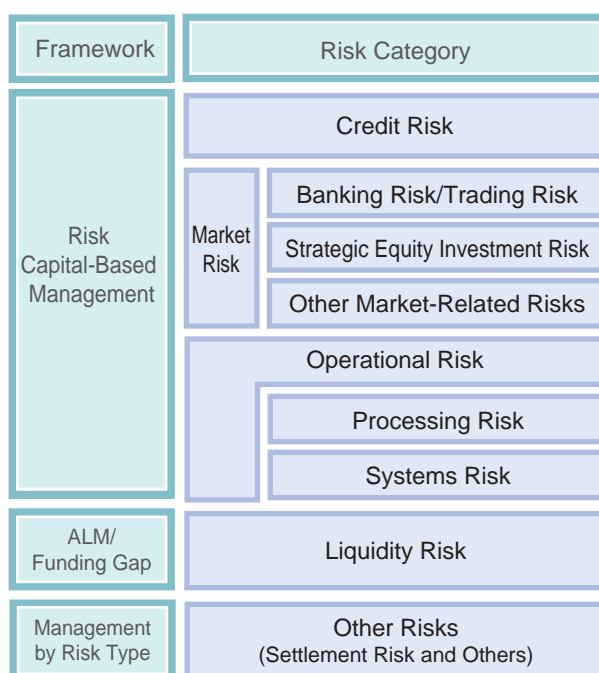 Framework
Risk Category
Risk
Capital-Based
Management
Credit Risk
Market
Risk
Banking Risk/Trading Risk
Strategic Equity Investment Risk
Other Market-Related Risks
Operational Risk
Processing Risk
Systems Risk
ALM/
Funding Gap
Liquidity Risk
Management
by Risk Type
Other Risks
(Settlement Risk and Others)